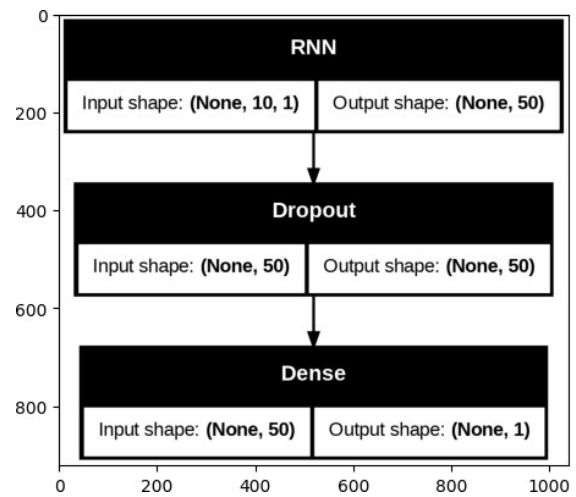 0
RNN
Input shape: (None, 10, 1) Output shape: (None, 50)
200
Dropout
400
Input shape: (None, 50) Output shape: (None, 50)
600
Dense
800
Input shape: (None, 50) Output shape: (None, 1)
0 200 400 600 800 1000